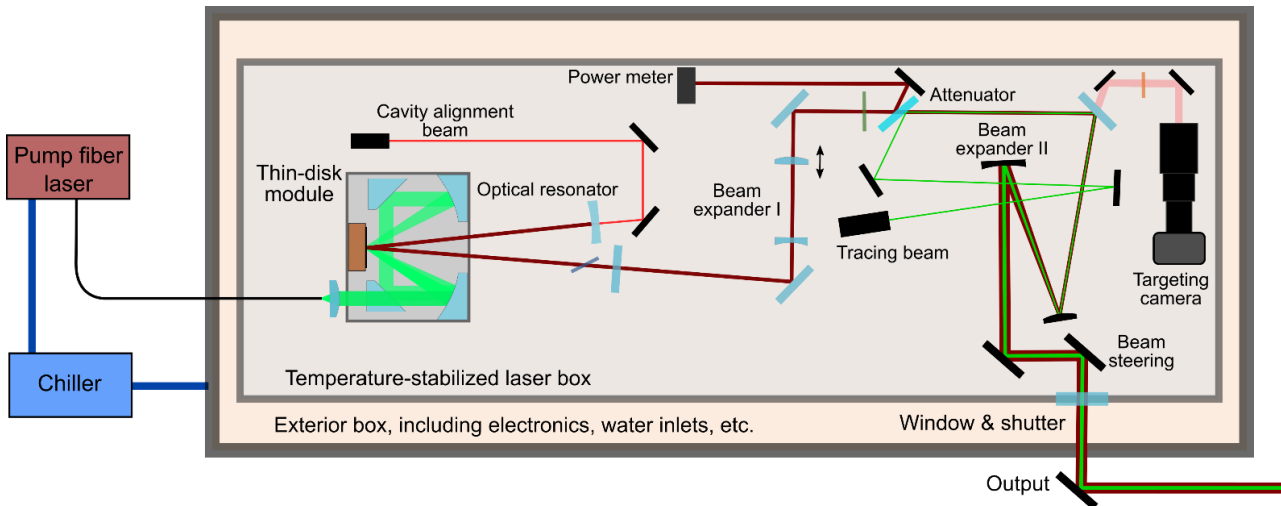 Power meter
Attenuator
Cavity alignment
beam
Pump fiber
laser
Thin-disk
module
Optical resonator
Beam
expander I
Beam
expander II
Tracing beam
Targeting
camera
Beam
steering
Chiller
Temperature-stabilized laser box
Exterior box, including electronics, water inlets, etc.
Window & shutter
Output